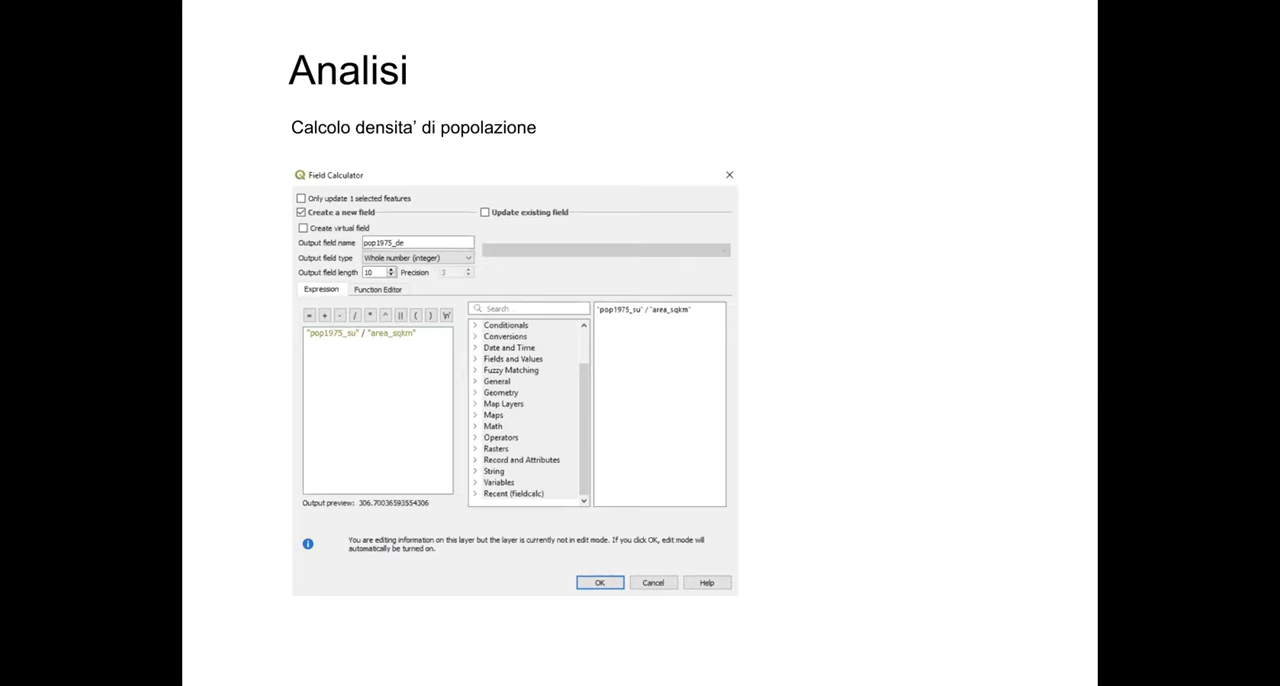 Analisi
Calcolo densita’ di popolazione
Field Calculator
Only update 1 selected features
Create a new field
Update existing field
Create virtual field
Output field name pop1975_de
Output field type Whole number (integer)
Output field length 10 Precision 3
Expression Function Editor
= + - / * ^ || ( ) '\n'
Search...
"pop1975_su" / "area_sqkm"
"pop1975_su" / "area_sqkm"
Conditionals
Conversions
Date and Time
Fields and Values
Fuzzy Matching
General
Geometry
Map Layers
Maps
Math
Operators
Rasters
Record and Attributes
String
Variables
Recent (fieldcalc)
Output preview: 306.70036593554306
You are editing information on this layer but the layer is currently not in edit mode. If you click OK, edit mode will
automatically be turned on.
OK Cancel Help